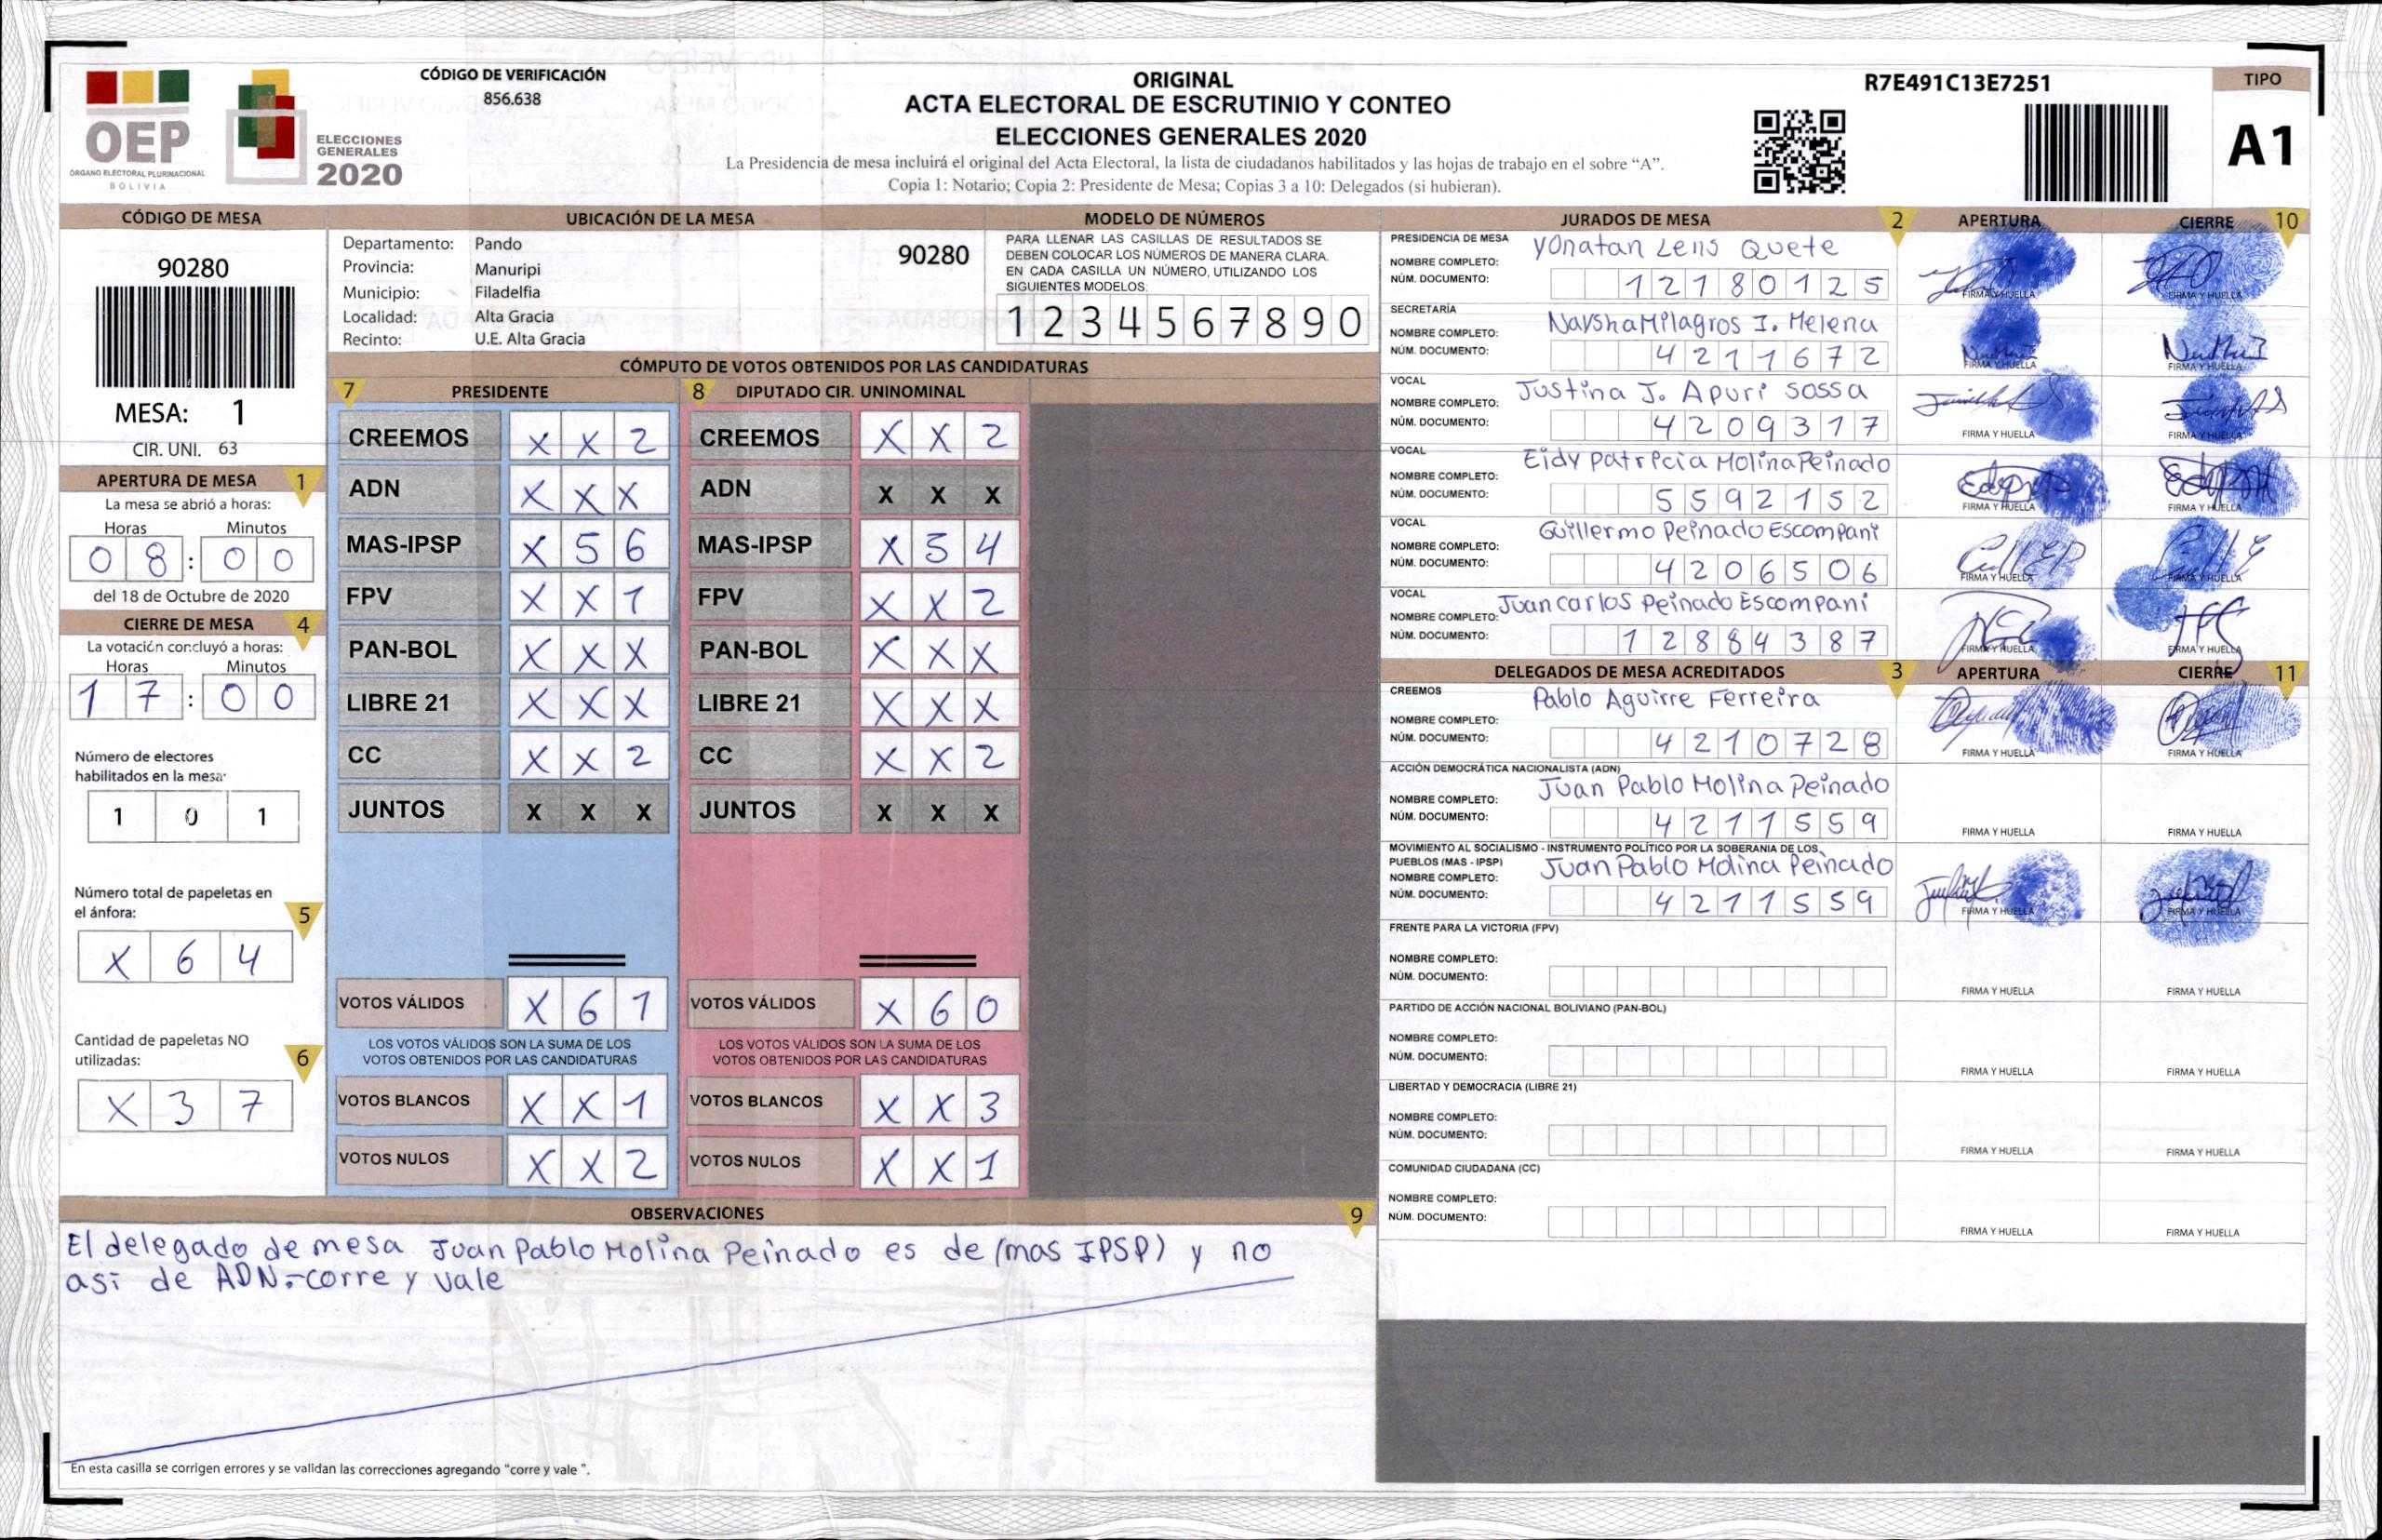 OEP
ÓRGANO ELECTORAL PLURINACIONAL
BOLIVIA
ELECCIONES
GENERALES
2020
CÓDIGO DE VERIFICACIÓN
856.638
ORIGINAL
ACTA ELECTORAL DE ESCRUTINIO Y CONTEO
ELECCIONES GENERALES 2020
La Presidencia de mesa incluirá el original del Acta Electoral, la lista de ciudadanos habilitados y las hojas de trabajo en el sobre “A”.
Copia 1: Notario; Copia 2: Presidente de Mesa; Copias 3 a 10: Delegados (si hubieran).
R7E491C13E7251
TIPO
A1
CÓDIGO DE MESA
90280
MESA: 1
CIR. UNI. 63
APERTURA DE MESA 1
La mesa se abrió a horas:
Horas Minutos
0 8 : 0 0
del 18 de Octubre de 2020
CIERRE DE MESA 4
La votación concluyó a horas:
Horas Minutos
1 7 : 0 0
Número de electores
habilitados en la mesa:
1 0 1
Número total de papeletas en
el ánfora: 5
X 6 4
Cantidad de papeletas NO
utilizadas: 6
X 3 7
UBICACIÓN DE LA MESA
Departamento: Pando 90280
Provincia: Manuripi
Municipio: Filadelfia
Localidad: Alta Gracia
Recinto: U.E. Alta Gracia
MODELO DE NÚMEROS
PARA LLENAR LAS CASILLAS DE RESULTADOS SE
DEBEN COLOCAR LOS NÚMEROS DE MANERA CLARA.
EN CADA CASILLA UN NÚMERO, UTILIZANDO LOS
SIGUIENTES MODELOS:
1 2 3 4 5 6 7 8 9 0
CÓMPUTO DE VOTOS OBTENIDOS POR LAS CANDIDATURAS
7 PRESIDENTE 8 DIPUTADO CIR. UNINOMINAL
CREEMOS X X 2 CREEMOS X X 2
ADN X X X ADN X X X
MAS-IPSP X 5 6 MAS-IPSP X 5 4
FPV X X 1 FPV X X 2
PAN-BOL X X X PAN-BOL X X X
LIBRE 21 X X X LIBRE 21 X X X
CC X X 2 CC X X 2
JUNTOS X X X JUNTOS X X X
VOTOS VÁLIDOS X 6 1 VOTOS VÁLIDOS X 6 0
LOS VOTOS VÁLIDOS SON LA SUMA DE LOS LOS VOTOS VÁLIDOS SON LA SUMA DE LOS
VOTOS OBTENIDOS POR LAS CANDIDATURAS VOTOS OBTENIDOS POR LAS CANDIDATURAS
VOTOS BLANCOS X X 1 VOTOS BLANCOS X X 3
VOTOS NULOS X X 2 VOTOS NULOS X X 1
OBSERVACIONES 9
El delegado de mesa Juan Pablo Molina Peinado es de (mas IPSP) y no
asi de ADN.-corre y vale
En esta casilla se corrigen errores y se validan las correcciones agregando "corre y vale ".
JURADOS DE MESA 2 APERTURA CIERRE 10
PRESIDENCIA DE MESA
NOMBRE COMPLETO: Yonatan Lens Quete
NÚM. DOCUMENTO: 1 2 1 8 0 1 2 5
FIRMA Y HUELLA FIRMA Y HUELLA
SECRETARÍA
NOMBRE COMPLETO: Naysha Milagros I. Melena
NÚM. DOCUMENTO: 4 2 1 1 6 7 2
FIRMA Y HUELLA FIRMA Y HUELLA
VOCAL
NOMBRE COMPLETO: Justina J. Apuri Sossa
NÚM. DOCUMENTO: 4 2 0 9 3 1 7
FIRMA Y HUELLA FIRMA Y HUELLA
VOCAL
NOMBRE COMPLETO: Eidy Patricia Molina Peinado
NÚM. DOCUMENTO: 5 5 9 2 1 5 2
FIRMA Y HUELLA FIRMA Y HUELLA
VOCAL
NOMBRE COMPLETO: Guillermo Peinado Escompani
NÚM. DOCUMENTO: 4 2 0 6 5 0 6
FIRMA Y HUELLA FIRMA Y HUELLA
VOCAL
NOMBRE COMPLETO: Juan carlos Peinado Escompani
NÚM. DOCUMENTO: 1 2 8 8 4 3 8 7
FIRMA Y HUELLA FIRMA Y HUELLA
DELEGADOS DE MESA ACREDITADOS 3 APERTURA CIERRE 11
CREEMOS
NOMBRE COMPLETO: Pablo Aguirre Ferreira
NÚM. DOCUMENTO: 4 2 1 0 7 2 8
FIRMA Y HUELLA FIRMA Y HUELLA
ACCIÓN DEMOCRÁTICA NACIONALISTA (ADN)
NOMBRE COMPLETO: Juan Pablo Molina Peinado
NÚM. DOCUMENTO: 4 2 1 1 5 5 9
FIRMA Y HUELLA FIRMA Y HUELLA
MOVIMIENTO AL SOCIALISMO - INSTRUMENTO POLÍTICO POR LA SOBERANIA DE LOS
PUEBLOS (MAS - IPSP)
NOMBRE COMPLETO: Juan Pablo Molina Peinado
NÚM. DOCUMENTO: 4 2 1 1 5 5 9
FIRMA Y HUELLA FIRMA Y HUELLA
FRENTE PARA LA VICTORIA (FPV)
NOMBRE COMPLETO:
NÚM. DOCUMENTO:
FIRMA Y HUELLA FIRMA Y HUELLA
PARTIDO DE ACCIÓN NACIONAL BOLIVIANO (PAN-BOL)
NOMBRE COMPLETO:
NÚM. DOCUMENTO:
FIRMA Y HUELLA FIRMA Y HUELLA
LIBERTAD Y DEMOCRACIA (LIBRE 21)
NOMBRE COMPLETO:
NÚM. DOCUMENTO:
FIRMA Y HUELLA FIRMA Y HUELLA
COMUNIDAD CIUDADANA (CC)
NOMBRE COMPLETO:
NÚM. DOCUMENTO:
FIRMA Y HUELLA FIRMA Y HUELLA